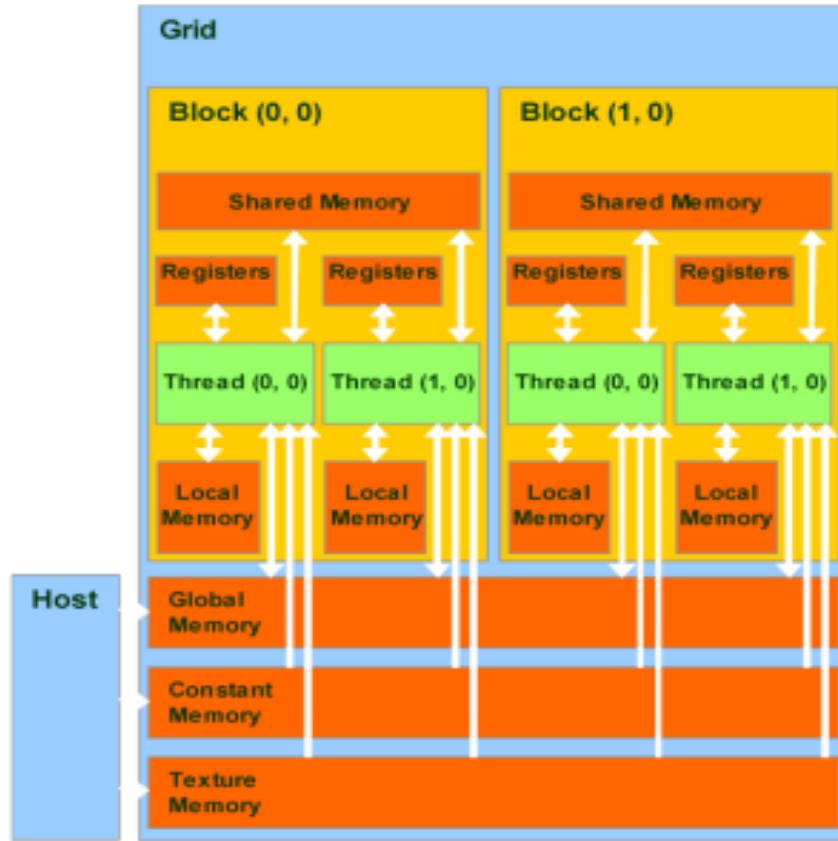 Grid
Block (0, 0)
Block (1, 0)
Shared Memory
Shared Memory
Registers
Registers
Registers
Registers
Thread (0, 0)
Thread (1, 0)
Thread (0, 0)
Thread (1, 0)
Local
Memory
Local
Memory
Local
Memory
Local
Memory
Host
Global
Memory
Constant
Memory
Texture
Memory